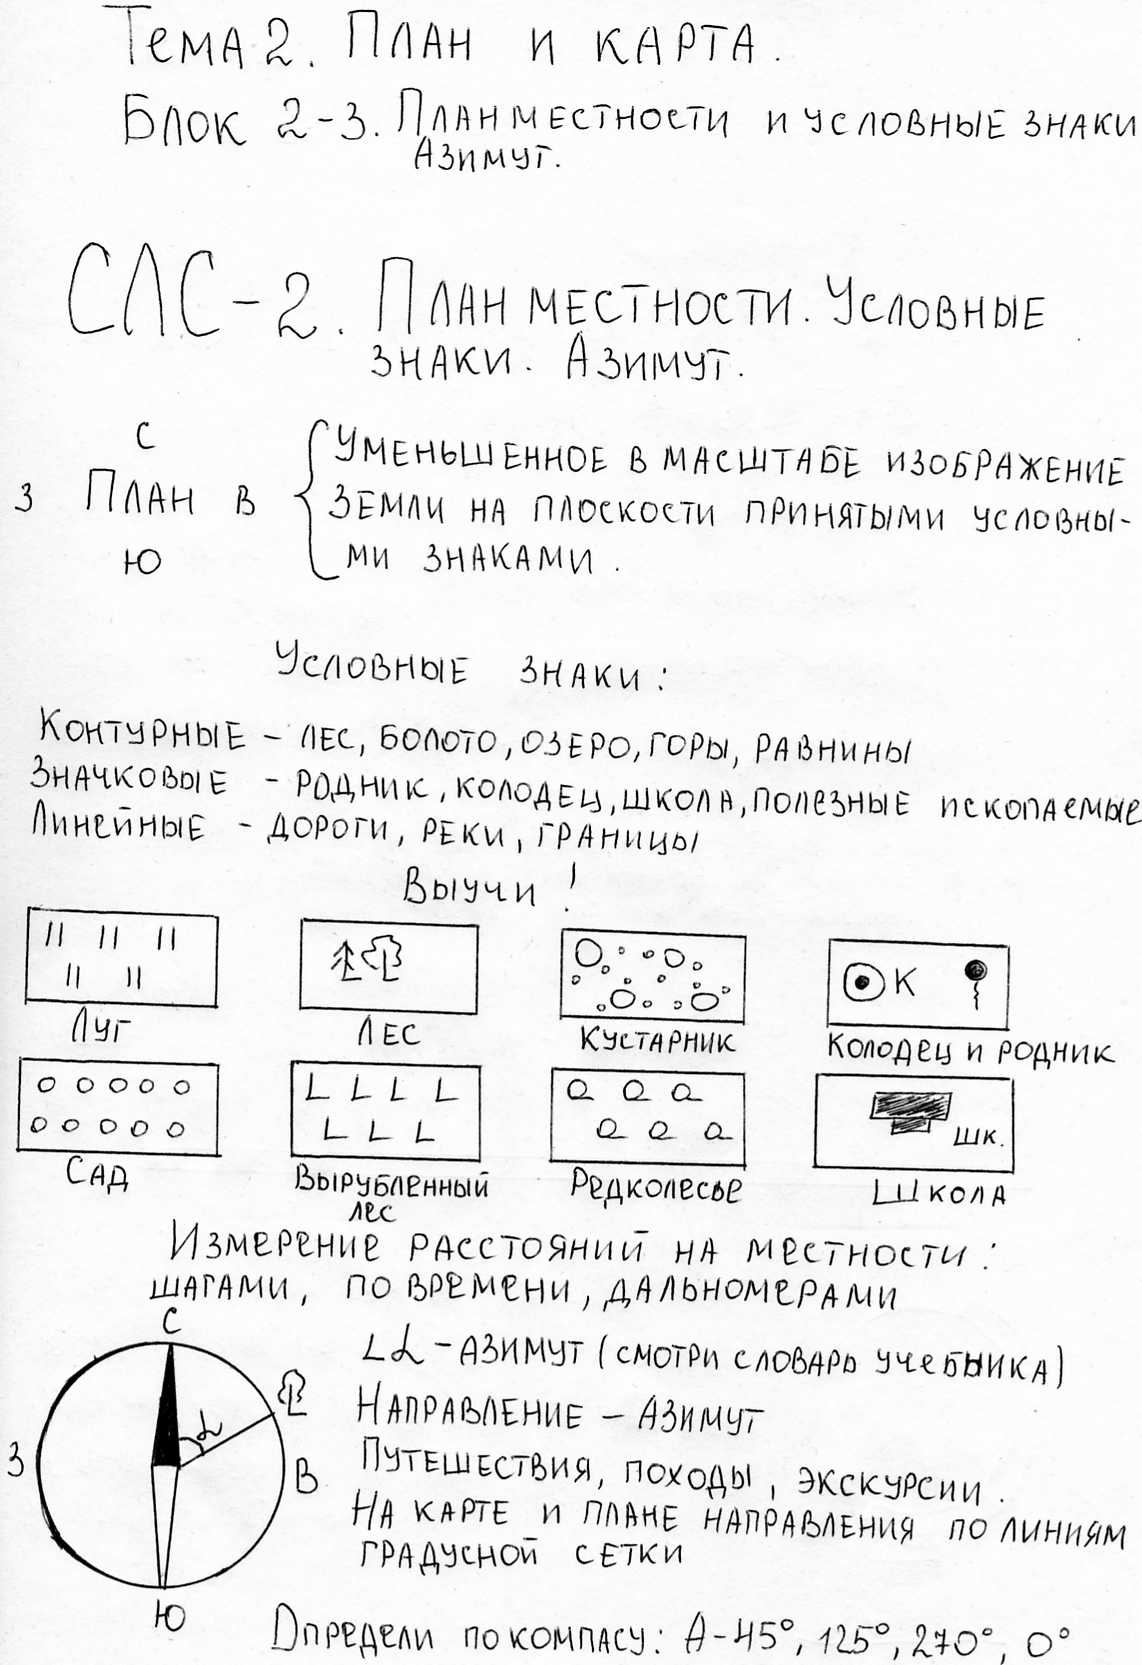 Тема 2. План и карта.
Блок 2-3. План местности и условные знаки
Азимут.
СЛС-2. План местности. Условные
знаки. Азимут.
С
З План В
Ю
Уменьшенное в масштабе изображение
земли на плоскости принятыми условны-
ми знаками.
Условные знаки:
Контурные - лес, болото, озеро, горы, равнины
Значковые - родник, колодец, школа, полезные ископаемые
Линейные - дороги, реки, границы
Выучи!
К
Луг Лес Кустарник Колодец и родник
шк.
Сад Вырубленный Редколесье Школа
лес
Измерение расстояний на местности:
шагами, по времени, дальномерами
С
∠α - азимут (смотри словарь учебника)
α
Направление - Азимут
З В
Путешествия, походы, экскурсии.
На карте и плане направления по линиям
градусной сетки
Ю
Определи по компасу: А-45°, 125°, 270°, 0°